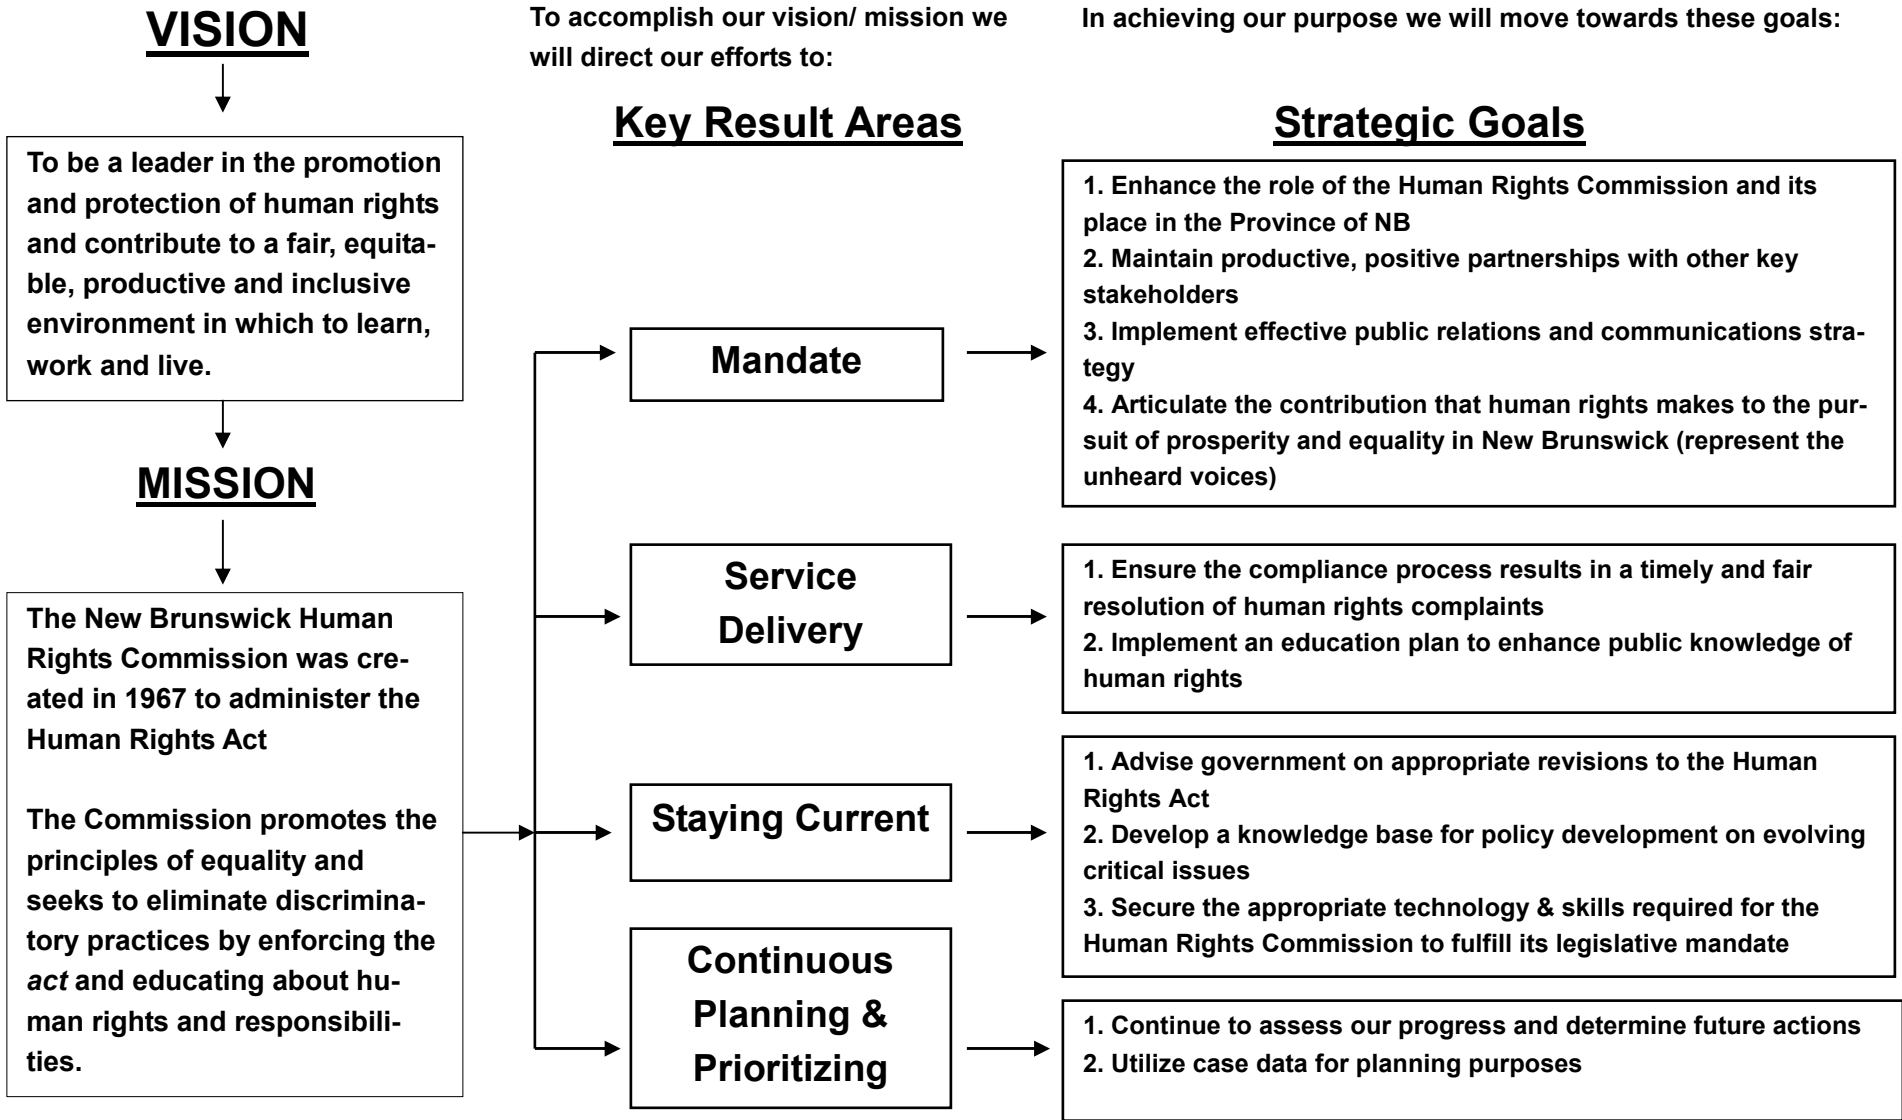 VISION
To be a leader in the promotion
and protection of human rights
and contribute to a fair, equita-
ble, productive and inclusive
environment in which to learn,
work and live.
MISSION
The New Brunswick Human
Rights Commission was cre-
ated in 1967 to administer the
Human Rights Act
The Commission promotes the
principles of equality and
seeks to eliminate discrimina-
tory practices by enforcing the
act and educating about hu-
man rights and responsibili-
ties.
To accomplish our vision/ mission we
will direct our efforts to:
Key Result Areas
Mandate
Service
Delivery
Staying Current
Continuous
Planning &
Prioritizing
In achieving our purpose we will move towards these goals:
Strategic Goals
1. Enhance the role of the Human Rights Commission and its
place in the Province of NB
2. Maintain productive, positive partnerships with other key
stakeholders
3. Implement effective public relations and communications stra-
tegy
4. Articulate the contribution that human rights makes to the pur-
suit of prosperity and equality in New Brunswick (represent the
unheard voices)
1. Ensure the compliance process results in a timely and fair
resolution of human rights complaints
2. Implement an education plan to enhance public knowledge of
human rights
1. Advise government on appropriate revisions to the Human
Rights Act
2. Develop a knowledge base for policy development on evolving
critical issues
3. Secure the appropriate technology & skills required for the
Human Rights Commission to fulfill its legislative mandate
1. Continue to assess our progress and determine future actions
2. Utilize case data for planning purposes